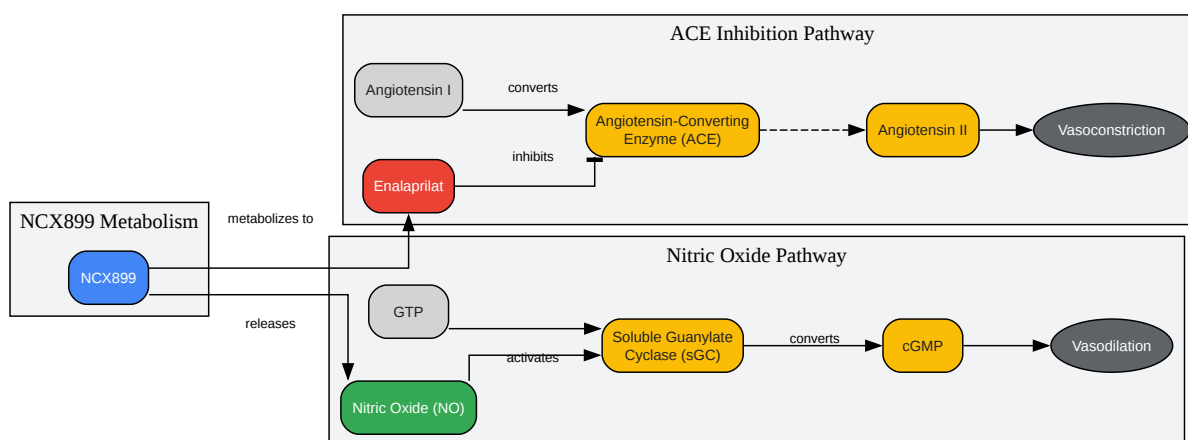 ACE Inhibition Pathway
Angiotensin I
converts
Angiotensin-Converting
Enzyme (ACE)
Angiotensin II
Vasoconstriction
inhibits
Enalaprilat
NCX899 Metabolism
metabolizes to
NCX899
Nitric Oxide Pathway
GTP
releases
Soluble Guanylate
Cyclase (sGC)
converts
cGMP
Vasodilation
activates
Nitric Oxide (NO)